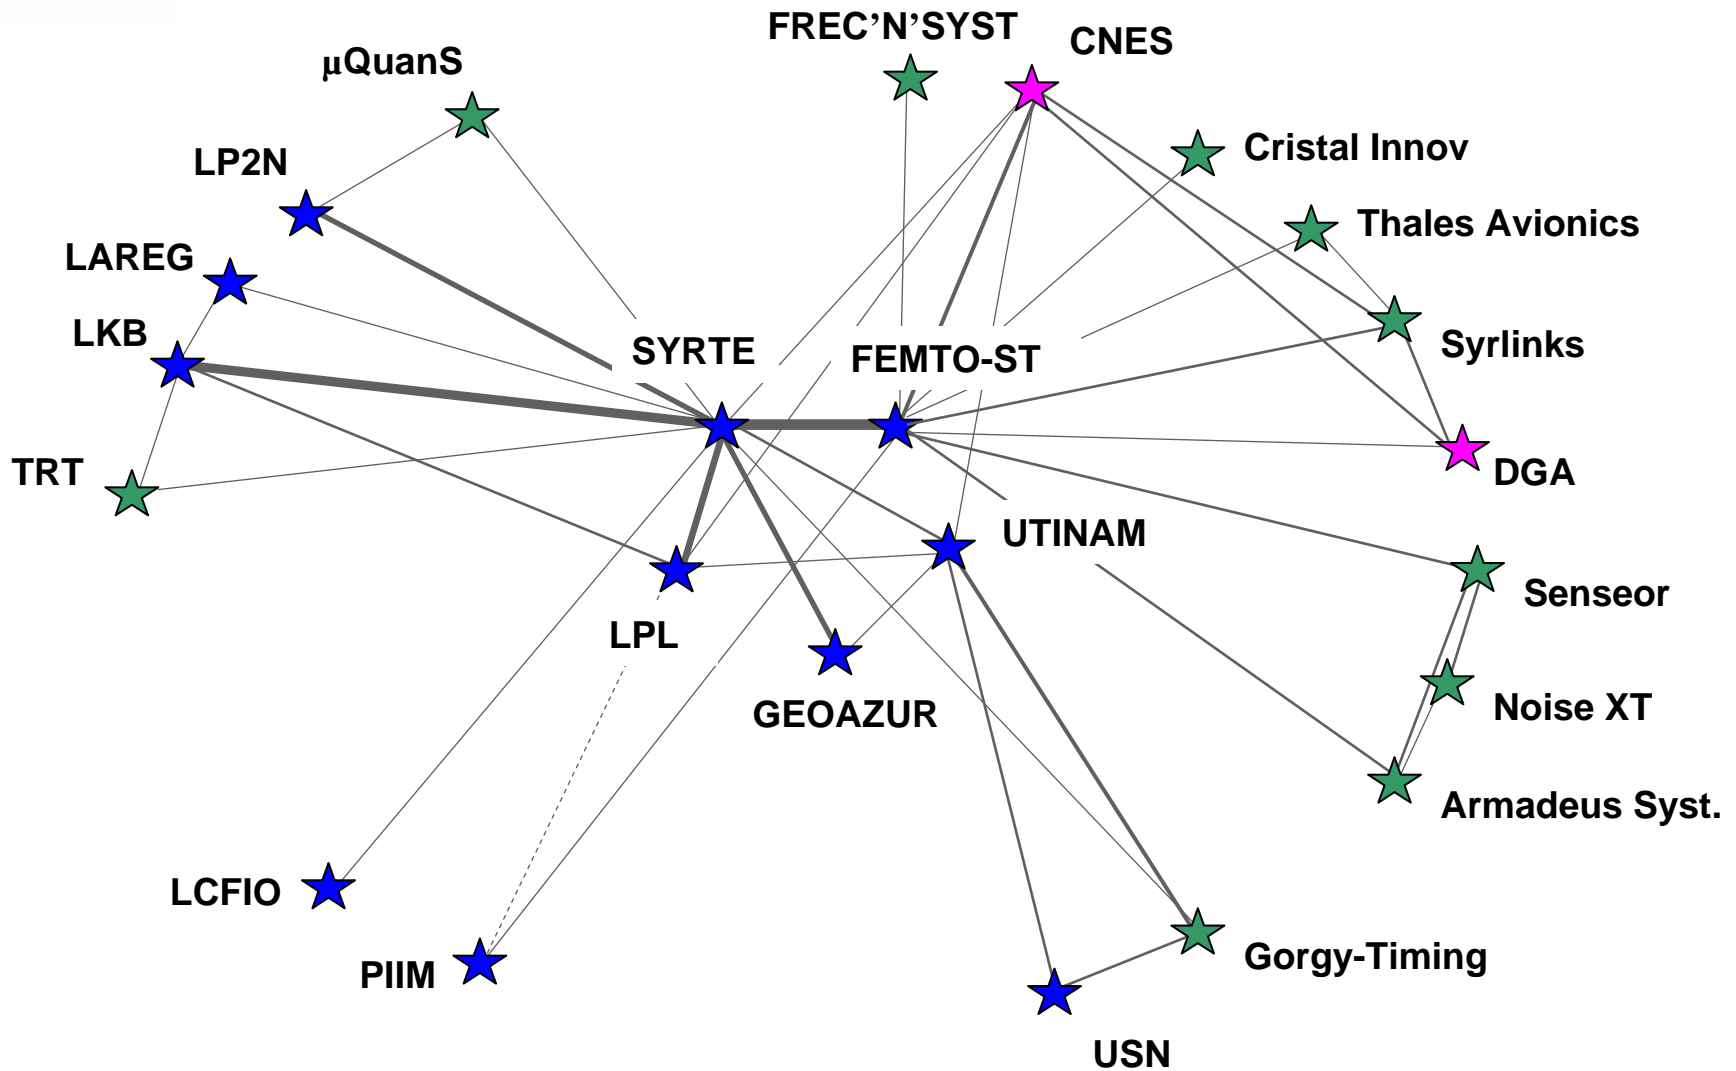 FREC’N’SYST
CNES
µQuanS
Cristal Innov
LP2N
Thales Avionics
LAREG
LKB
SYRTE
FEMTO-ST
Syrlinks
TRT
DGA
UTINAM
Senseor
LPL
Noise XT
GEOAZUR
Armadeus Syst.
LCFIO
Gorgy-Timing
PIIM
USN